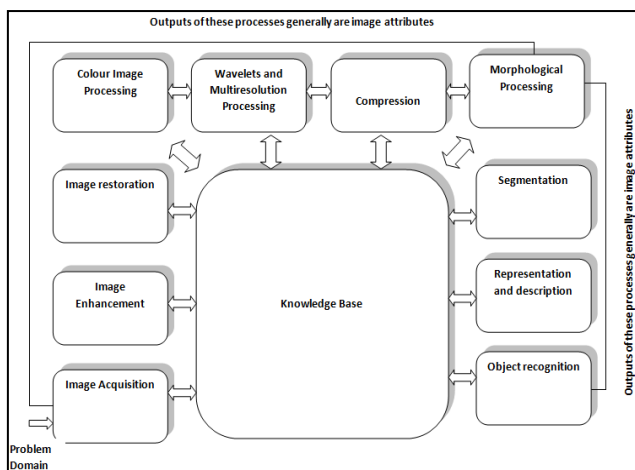 Outputs of these processes generally are image attributes
Colour Image
Processing
Wavelets and
Multiresolution
Processing
Compression
Morphological
Processing
Image restoration
Segmentation
Image
Enhancement
Knowledge Base
Representation
and description
Image Acquisition
Object recognition
Problem
Domain
Outputs of these processes generally are image attributes